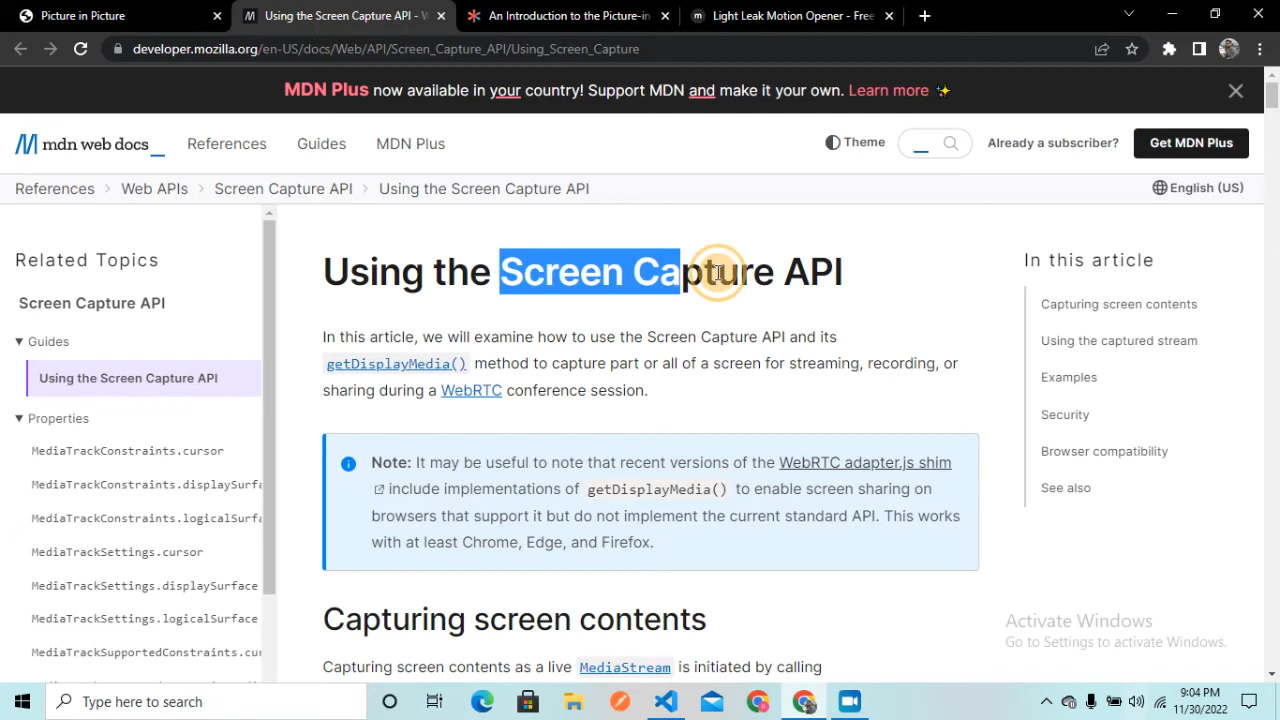 Picture in Picture
Using the Screen Capture API - W
An Introduction to the Picture-in
Light Leak Motion Opener - Free
developer.mozilla.org/en-US/docs/Web/API/Screen_Capture_API/Using_Screen_Capture
MDN Plus now available in your country! Support MDN and make it your own. Learn more ✨
mdn web docs_
References
Guides
MDN Plus
Theme
Already a subscriber?
Get MDN Plus
References > Web APIs > Screen Capture API > Using the Screen Capture API
English (US)
Related Topics
Screen Capture API
Guides
Using the Screen Capture API
Properties
MediaTrackConstraints.cursor
MediaTrackConstraints.displaySurfa
MediaTrackConstraints.logicalSurfa
MediaTrackSettings.cursor
MediaTrackSettings.displaySurface
MediaTrackSettings.logicalSurface
MediaTrackSupportedConstraints.cur
Using the Screen Capture API
In this article, we will examine how to use the Screen Capture API and its
getDisplayMedia() method to capture part or all of a screen for streaming, recording, or
sharing during a WebRTC conference session.
Note: It may be useful to note that recent versions of the WebRTC adapter.js shim
include implementations of getDisplayMedia() to enable screen sharing on
browsers that support it but do not implement the current standard API. This works
with at least Chrome, Edge, and Firefox.
Capturing screen contents
Capturing screen contents as a live MediaStream is initiated by calling
In this article
Capturing screen contents
Using the captured stream
Examples
Security
Browser compatibility
See also
Activate Windows
Go to Settings to activate Windows.
Type here to search
9:04 PM
11/30/2022